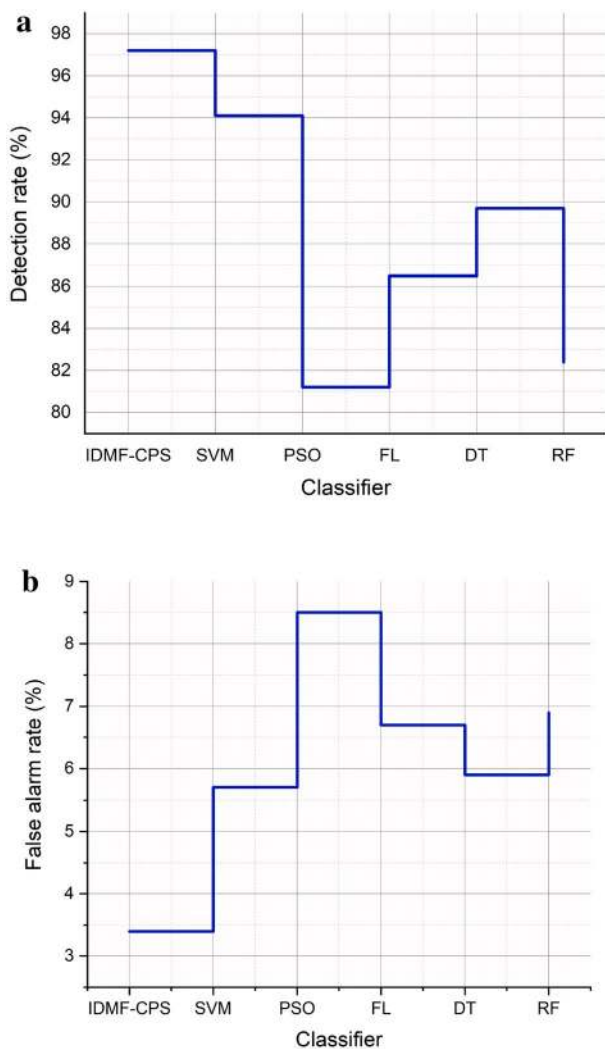 a
98
96
94
92
90
88
86
84
82
80
Detection rate (%)
IDMF-CPS SVM PSO FL DT RF
Classifier
b
9
8
7
6
5
4
3
False alarm rate (%)
IDMF-CPS SVM PSO FL DT RF
Classifier